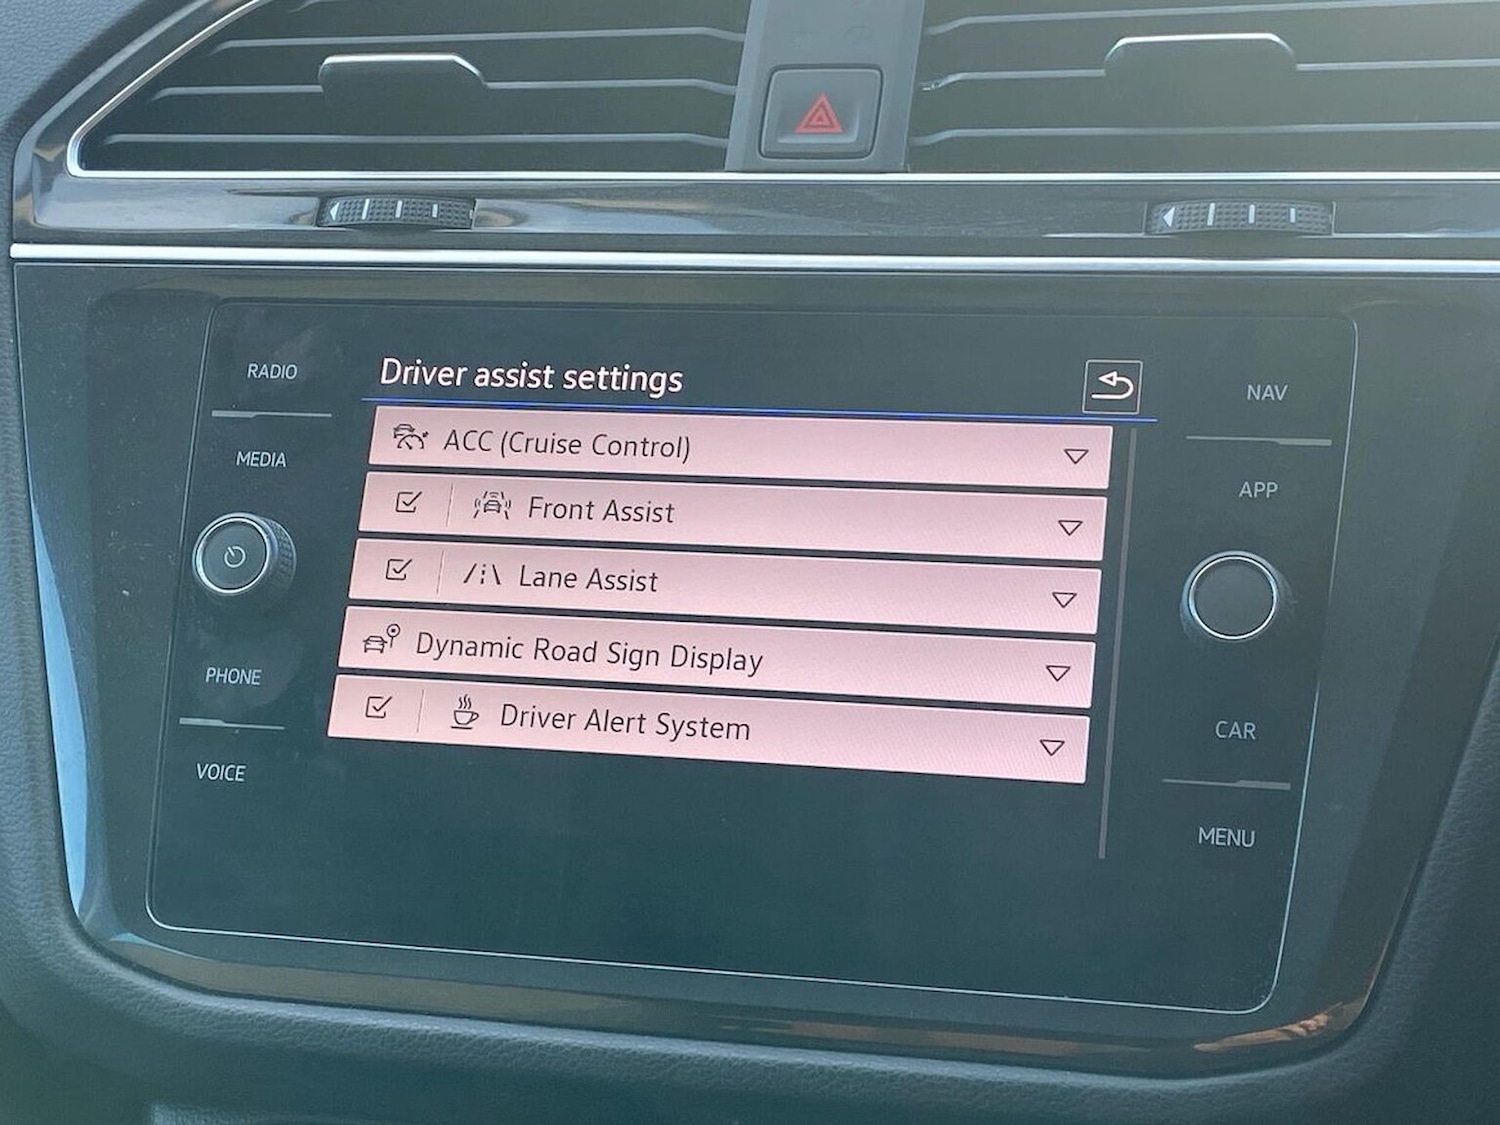 RADIO
MEDIA
PHONE
VOICE
Driver assist settings
ACC (Cruise Control)
Front Assist
Lane Assist
Dynamic Road Sign Display
Driver Alert System
NAV
APP
CAR
MENU